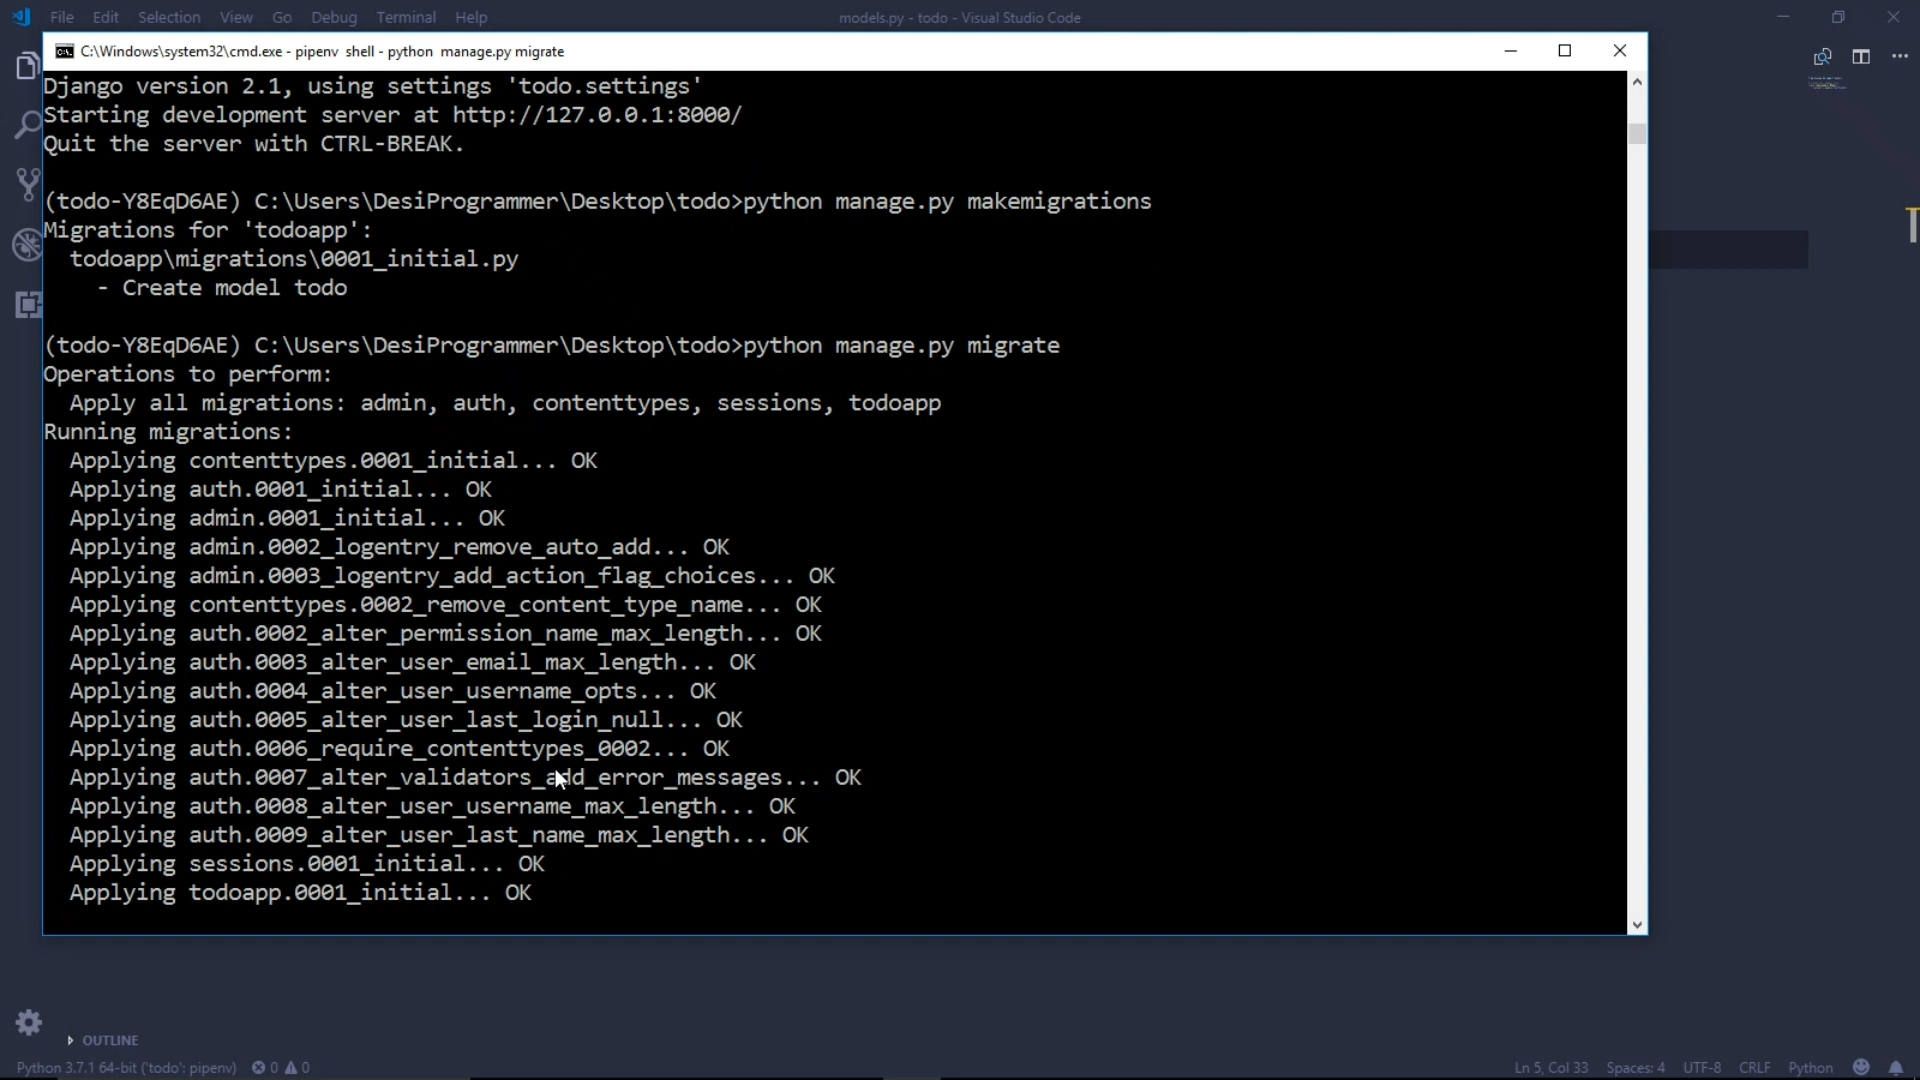 File Edit Selection View Go Debug Terminal Help
models.py - todo - Visual Studio Code
C:\Windows\system32\cmd.exe - pipenv  shell - python  manage.py migrate
Django version 2.1, using settings 'todo.settings'
Starting development server at http://127.0.0.1:8000/
Quit the server with CTRL-BREAK.
(todo-Y8EqD6AE) C:\Users\DesiProgrammer\Desktop\todo>python manage.py makemigrations
Migrations for 'todoapp':
  todoapp\migrations\0001_initial.py
    - Create model todo
(todo-Y8EqD6AE) C:\Users\DesiProgrammer\Desktop\todo>python manage.py migrate
Operations to perform:
  Apply all migrations: admin, auth, contenttypes, sessions, todoapp
Running migrations:
  Applying contenttypes.0001_initial... OK
  Applying auth.0001_initial... OK
  Applying admin.0001_initial... OK
  Applying admin.0002_logentry_remove_auto_add... OK
  Applying admin.0003_logentry_add_action_flag_choices... OK
  Applying contenttypes.0002_remove_content_type_name... OK
  Applying auth.0002_alter_permission_name_max_length... OK
  Applying auth.0003_alter_user_email_max_length... OK
  Applying auth.0004_alter_user_username_opts... OK
  Applying auth.0005_alter_user_last_login_null... OK
  Applying auth.0006_require_contenttypes_0002... OK
  Applying auth.0007_alter_validators_add_error_messages... OK
  Applying auth.0008_alter_user_username_max_length... OK
  Applying auth.0009_alter_user_last_name_max_length... OK
  Applying sessions.0001_initial... OK
  Applying todoapp.0001_initial... OK
OUTLINE
Python 3.7.1 64-bit ('todo': pipenv) 0 0 Ln 5, Col 33 Spaces: 4 UTF-8 CRLF Python